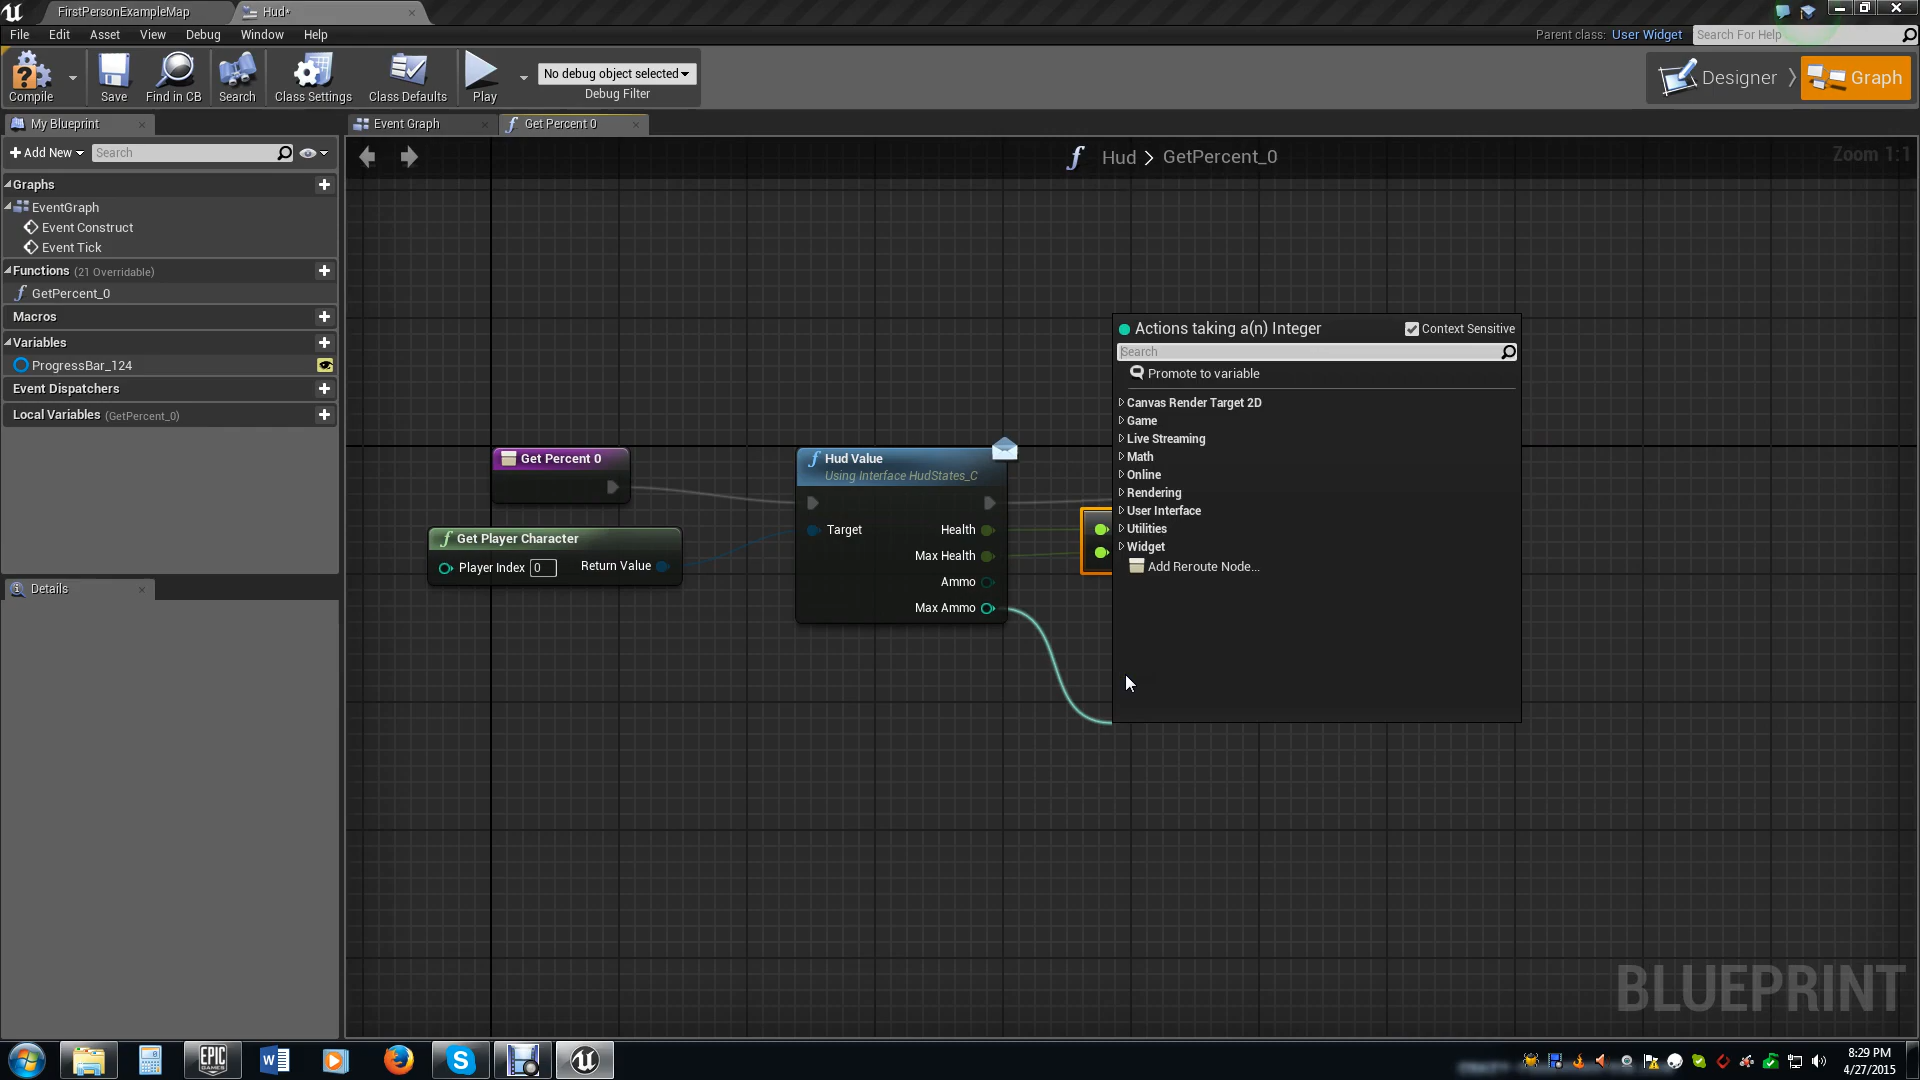 FirstPersonExampleMap
Hud*
File Edit Asset View Debug Window Help
Parent class: User Widget
Search For Help
Compile
Save
Find in CB
Search
Class Settings
Class Defaults
Play
No debug object selected
Debug Filter
Designer
Graph
My Blueprint
Event Graph
Get Percent 0
Add New
Search
Hud > GetPercent_0
Zoom 1:1
Graphs
EventGraph
Event Construct
Event Tick
Functions (21 Overridable)
GetPercent_0
Macros
Variables
ProgressBar_124
Event Dispatchers
Local Variables (GetPercent_0)
Details
Get Percent 0
Get Player Character
Player Index 0
Return Value
Hud Value
Using Interface HudStates_C
Target
Health
Max Health
Ammo
Max Ammo
Actions taking a(n) Integer
Context Sensitive
Search
Promote to variable
Canvas Render Target 2D
Game
Live Streaming
Math
Online
Rendering
User Interface
Utilities
Widget
Add Reroute Node...
BLUEPRINT
EPIC
GAMES
8:29 PM
4/27/2015